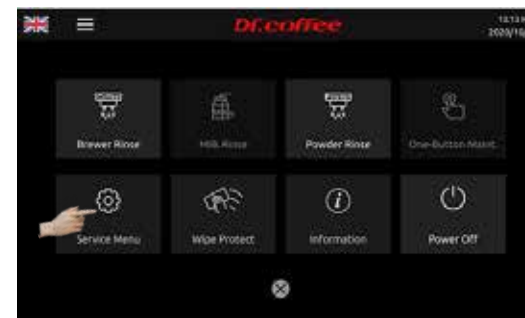 Dr.coffee
Brewer Rinse
Milk Rinse
Powder Rinse
One-Button Maint.
Service Menu
Wipe Protect
Information
Power Off